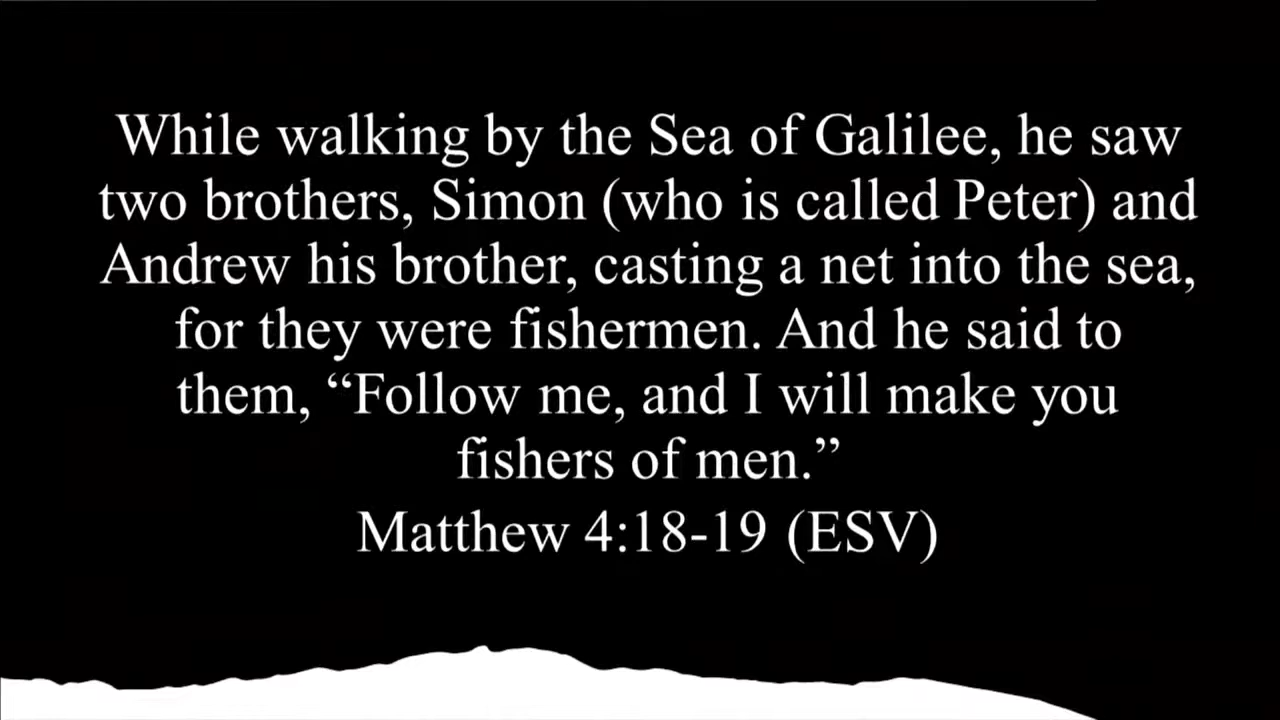 While walking by the Sea of Galilee, he saw
two brothers, Simon (who is called Peter) and
Andrew his brother, casting a net into the sea,
for they were fishermen. And he said to
them, “Follow me, and I will make you
fishers of men.”
Matthew 4:18-19 (ESV)